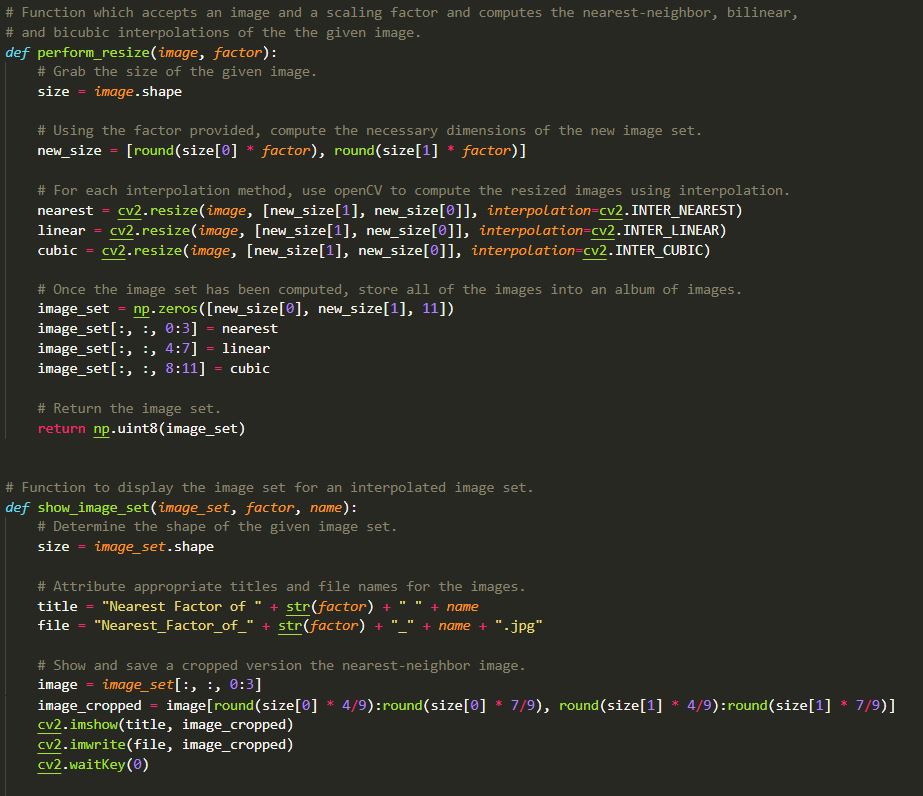 # Function which accepts an image and a scaling factor and computes the nearest-neighbor, bilinear,
# and bicubic interpolations of the the given image.
def perform_resize(image, factor):
    # Grab the size of the given image.
    size = image.shape

    # Using the factor provided, compute the necessary dimensions of the new image set.
    new_size = [round(size[0] * factor), round(size[1] * factor)]

    # For each interpolation method, use openCV to compute the resized images using interpolation.
    nearest = cv2.resize(image, [new_size[1], new_size[0]], interpolation=cv2.INTER_NEAREST)
    linear = cv2.resize(image, [new_size[1], new_size[0]], interpolation=cv2.INTER_LINEAR)
    cubic = cv2.resize(image, [new_size[1], new_size[0]], interpolation=cv2.INTER_CUBIC)

    # Once the image set has been computed, store all of the images into an album of images.
    image_set = np.zeros([new_size[0], new_size[1], 11])
    image_set[:, :, 0:3] = nearest
    image_set[:, :, 4:7] = linear
    image_set[:, :, 8:11] = cubic

    # Return the image set.
    return np.uint8(image_set)


# Function to display the image set for an interpolated image set.
def show_image_set(image_set, factor, name):
    # Determine the shape of the given image set.
    size = image_set.shape

    # Attribute appropriate titles and file names for the images.
    title = "Nearest Factor of " + str(factor) + " " + name
    file = "Nearest_Factor_of_" + str(factor) + "_" + name + ".jpg"

    # Show and save a cropped version the nearest-neighbor image.
    image = image_set[:, :, 0:3]
    image_cropped = image[round(size[0] * 4/9):round(size[0] * 7/9), round(size[1] * 4/9):round(size[1] * 7/9)]
    cv2.imshow(title, image_cropped)
    cv2.imwrite(file, image_cropped)
    cv2.waitKey(0)